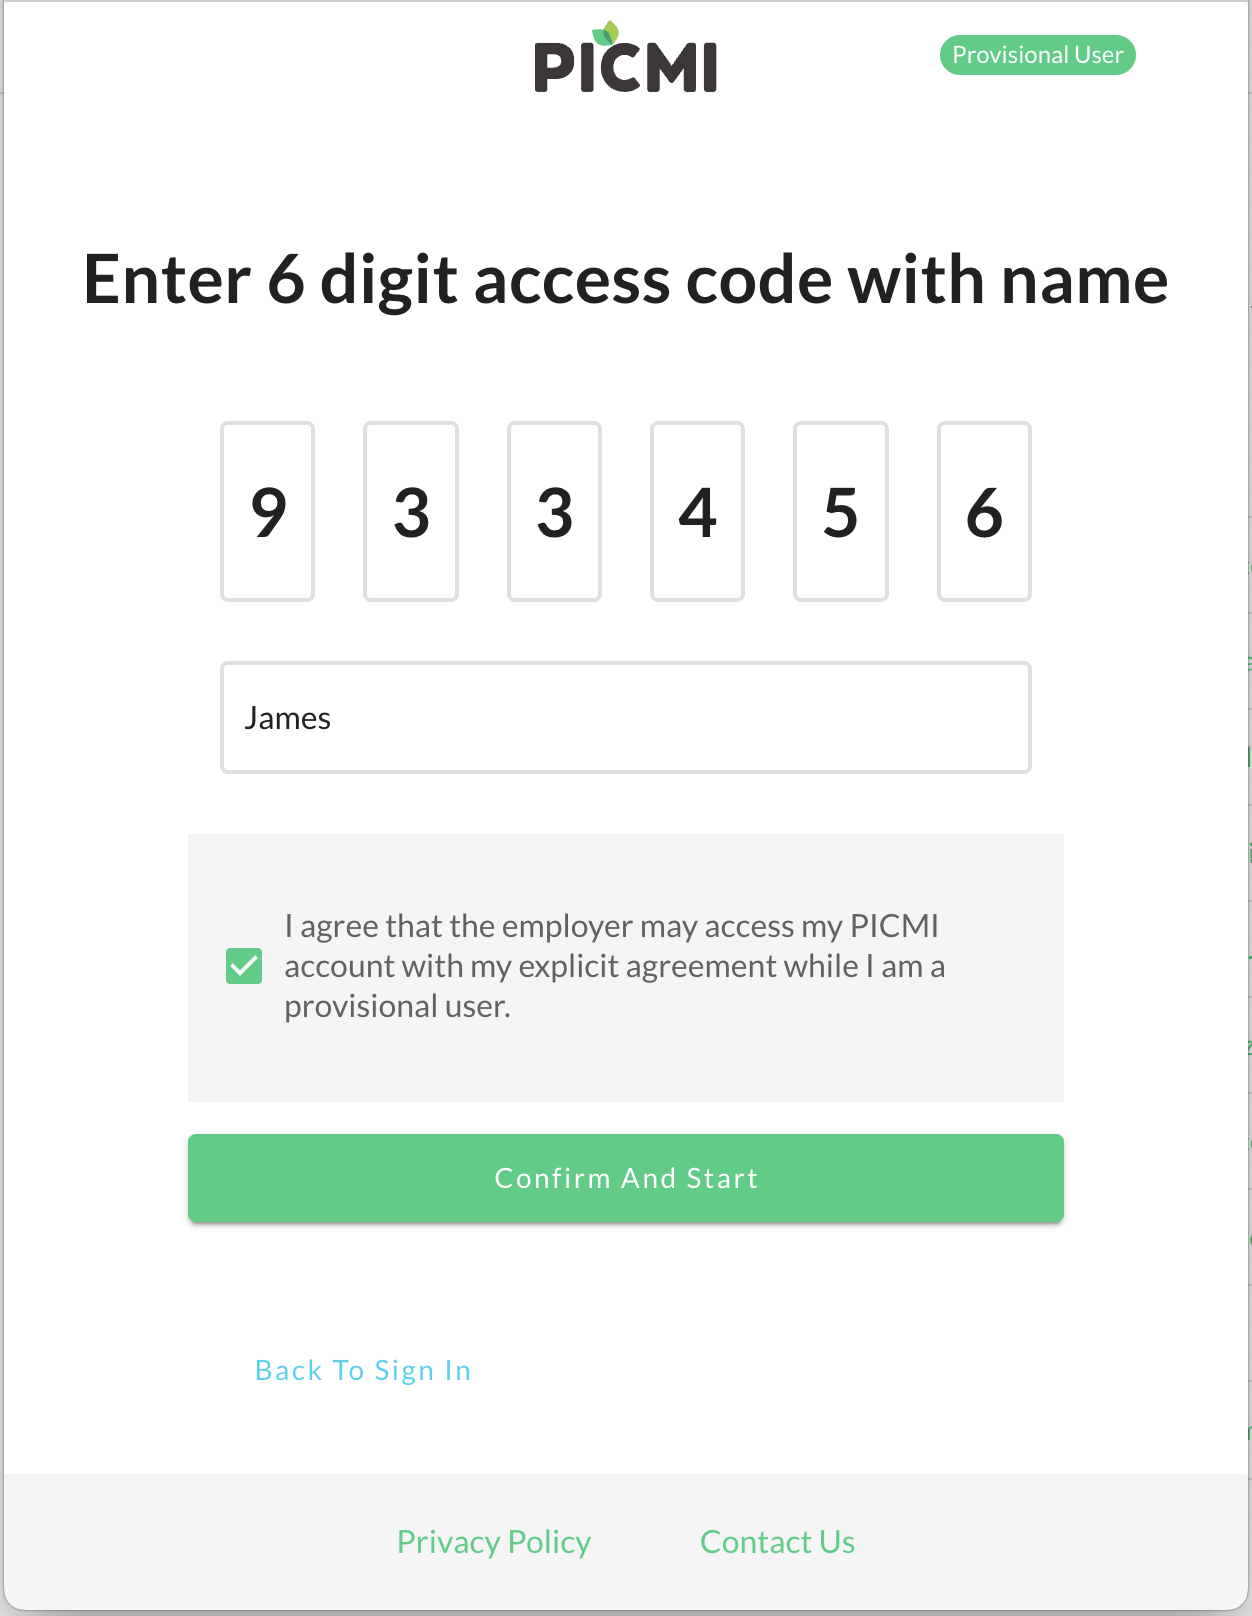 PICMI
Provisional User
Enter 6 digit access code with name
9 3 3 4 5 6
James
I agree that the employer may access my PICMI
account with my explicit agreement while I am a
provisional user.
Confirm And Start
Back To Sign In
Privacy Policy Contact Us